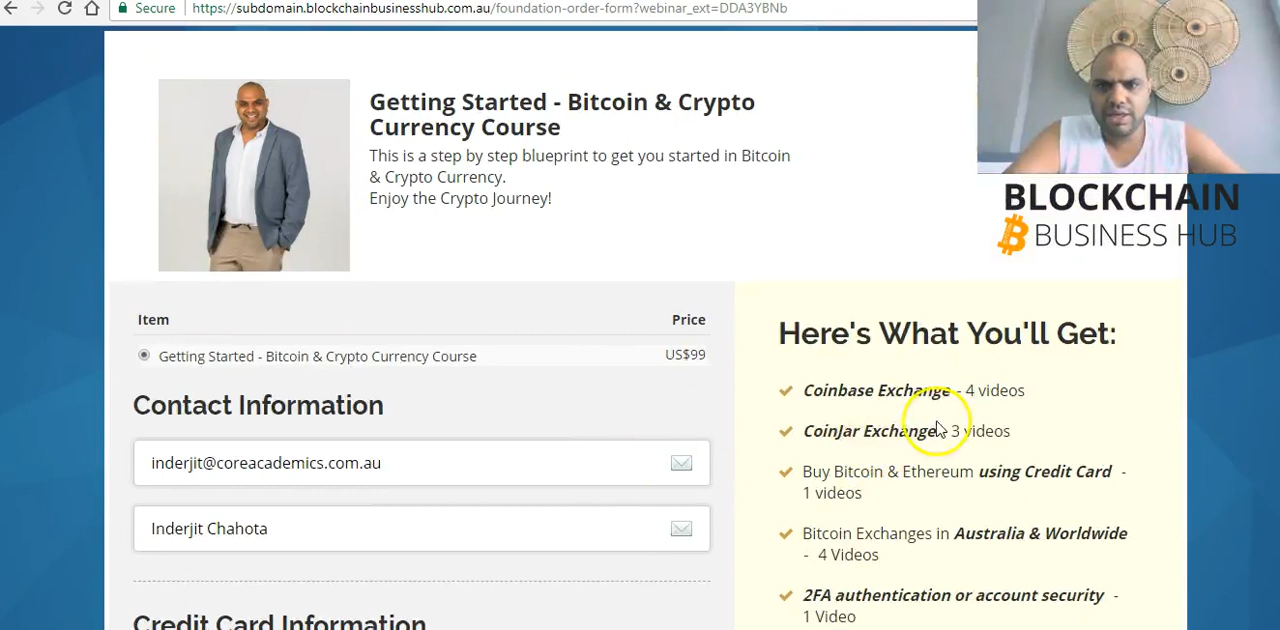 Secure https://subdomain.blockchainbusinesshub.com.au/foundation-order-form?webinar_ext=DDA3YBNb
Getting Started - Bitcoin & Crypto
Currency Course
This is a step by step blueprint to get you started in Bitcoin
& Crypto Currency.
Enjoy the Crypto Journey!
BLOCKCHAIN
BUSINESS HUB
Item Price
Getting Started - Bitcoin & Crypto Currency Course US$99
Contact Information
inderjit@coreacademics.com.au
Inderjit Chahota
Credit Card Information
Here's What You'll Get:
Coinbase Exchange - 4 videos
CoinJar Exchange - 3 videos
Buy Bitcoin & Ethereum using Credit Card -
1 videos
Bitcoin Exchanges in Australia & Worldwide
- 4 Videos
2FA authentication or account security -
1 Video